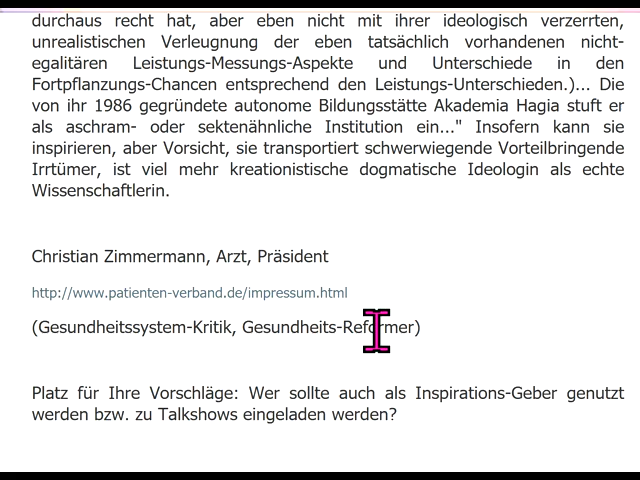 durchaus recht hat, aber eben nicht mit ihrer ideologisch verzerrten,
unrealistischen Verleugnung der eben tatsächlich vorhandenen nicht-
egalitären Leistungs-Messungs-Aspekte und Unterschiede in den
Fortpflanzungs-Chancen entsprechend den Leistungs-Unterschieden.)... Die
von ihr 1986 gegründete autonome Bildungsstätte Akademia Hagia stuft er
als aschram- oder sektenähnliche Institution ein..." Insofern kann sie
inspirieren, aber Vorsicht, sie transportiert schwerwiegende Vorteilbringende
Irrtümer, ist viel mehr kreationistische dogmatische Ideologin als echte
Wissenschaftlerin.
Christian Zimmermann, Arzt, Präsident
http://www.patienten-verband.de/impressum.html
(Gesundheitssystem-Kritik, Gesundheits-Reformer)
Platz für Ihre Vorschläge: Wer sollte auch als Inspirations-Geber genutzt
werden bzw. zu Talkshows eingeladen werden?